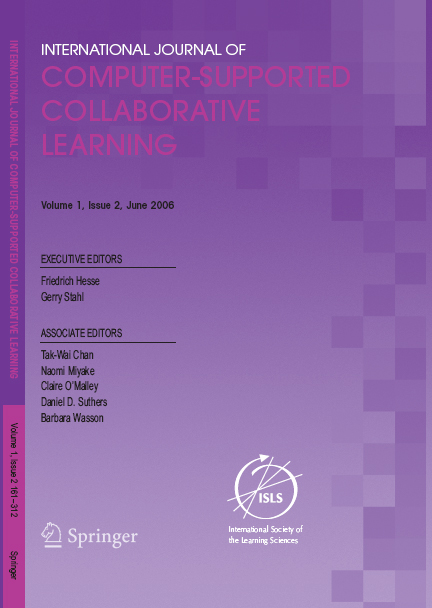 INTERNATIONAL JOURNAL OF
COMPUTER-SUPPORTED
COLLABORATIVE
LEARNING
Volume 1, Issue 2, June 2006
EXECUTIVE EDITORS
Friedrich Hesse
Gerry Stahl
ASSOCIATE EDITORS
Tak-Wai Chan
Naomi Miyake
Claire O'Malley
Daniel D. Suthers
Barbara Wasson
ISLS
International Society of
the Learning Sciences
Springer
INTERNATIONAL JOURNAL OF COMPUTER-SUPPORTED COLLABORATIVE LEARNING
Volume 1, Issue 2 161–312
Springer